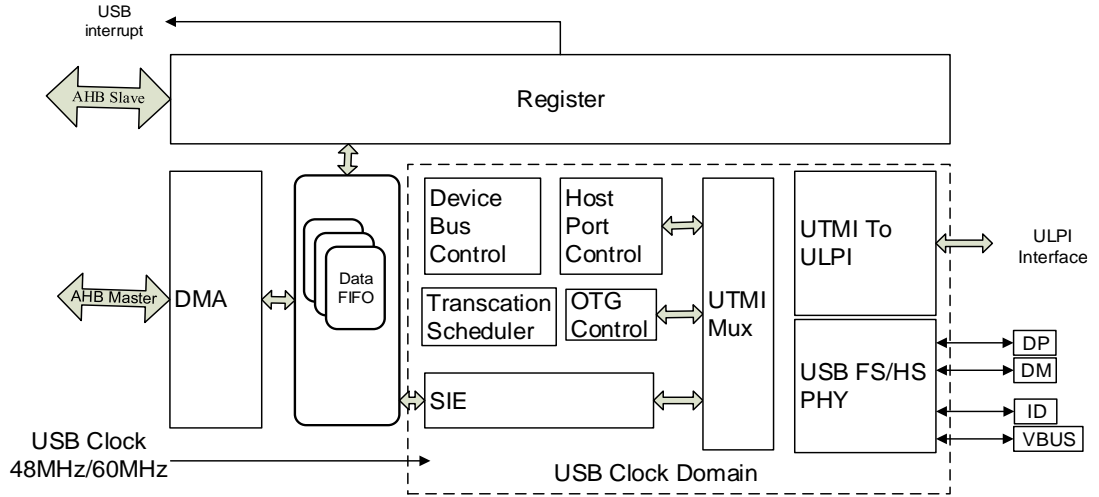 USB
interrupt
AHB Slave
Register
Device
Bus
Control
Host
Port
Control
UTMI To
ULPI
ULPI
Interface
AHB Master
DMA
Data
FIFO
Transcation
Scheduler
OTG
Control
UTMI
Mux
USB FS/HS
PHY
DP
DM
ID
VBUS
SIE
USB Clock
48MHz/60MHz
USB Clock Domain